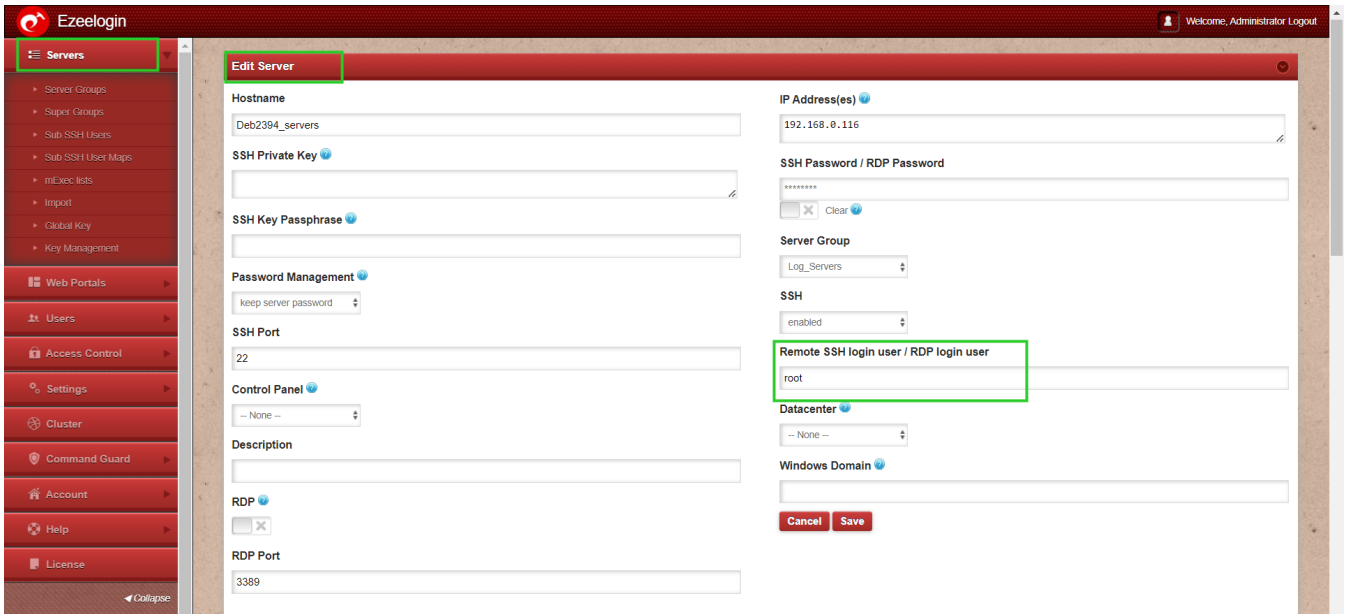 Ezeelogin
Welcome, Administrator Logout
Servers
Server Groups
Super Groups
Sub SSH Users
Sub SSH User Maps
mExec lists
Import
Global Key
Key Management
Web Portals
Users
Access Control
Settings
Cluster
Command Guard
Account
Help
License
Collapse
Edit Server
Hostname
Deb2394_servers
SSH Private Key
SSH Key Passphrase
Password Management
keep server password
SSH Port
22
Control Panel
-- None --
Description
RDP
RDP Port
3389
IP Address(es)
192.168.0.116
SSH Password / RDP Password
********
Clear
Server Group
Log_Servers
SSH
enabled
Remote SSH login user / RDP login user
root
Datacenter
-- None --
Windows Domain
Cancel Save